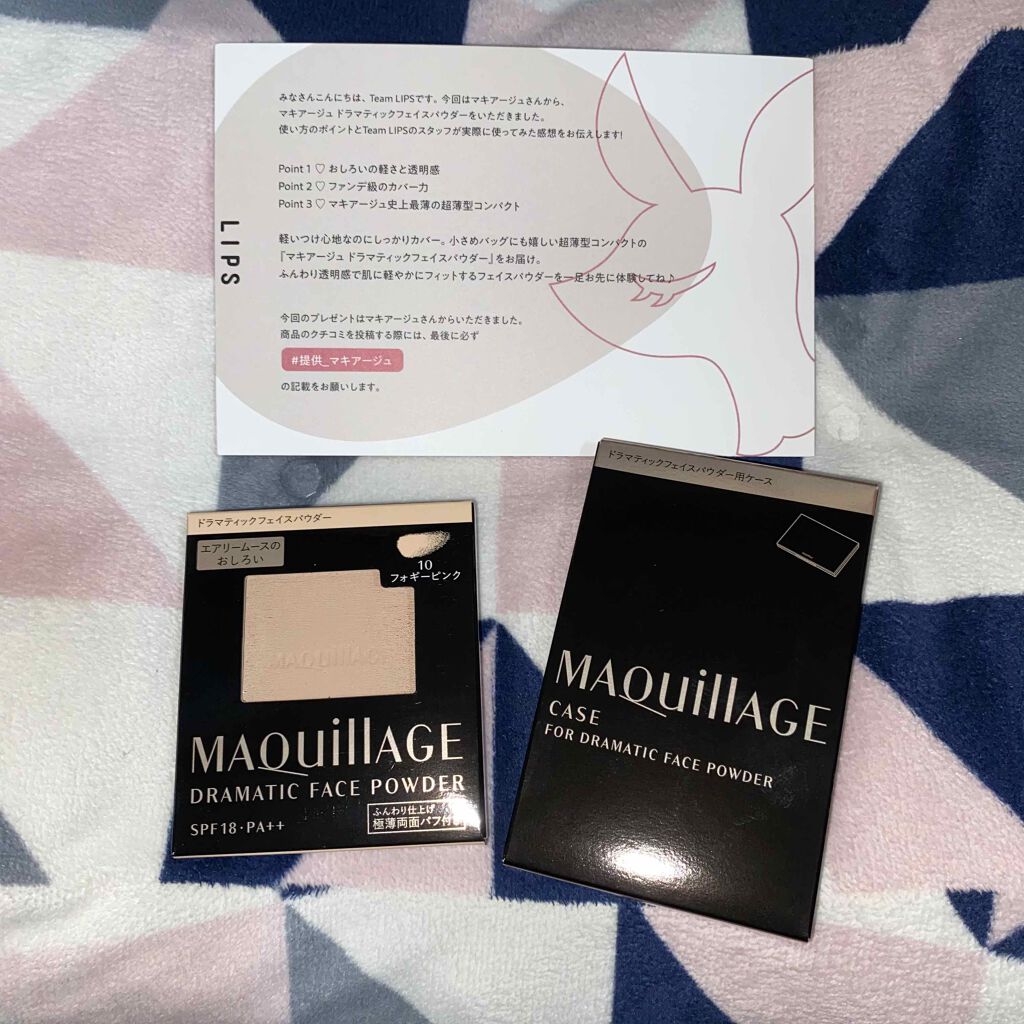 みなさんこんにちは、Team LIPSです。今回はマキアージュさんから、
マキアージュ ドラマティックフェイスパウダーをいただきました。
使い方のポイントとTeam LIPSのスタッフが実際に使ってみた感想をお伝えします!
Point 1 ♡ おしろいの軽さと透明感
Point 2 ♡ ファンデ級のカバー力
Point 3 ♡ マキアージュ史上最薄の超薄型コンパクト
LIPS
軽いつけ心地なのにしっかりカバー。小さめバッグにも嬉しい超薄型コンパクトの
『マキアージュ ドラマティックフェイスパウダー』をお届け。
ふんわり透明感で肌に軽やかにフィットするフェイスパウダーを一足お先に体験してね♪
今回のプレゼントはマキアージュさんからいただきました。
商品のクチコミを投稿する際には、最後に必ず
#提供_マキアージュ
の記載をお願いします。
ドラマティックフェイスパウダー
エアリームースの
おしろい
10
フォギーピンク
MAQuillAGE
MAQuillAGE
DRAMATIC FACE POWDER
SPF18・PA++
ふんわり仕上げ
極薄両面パフ付き
ドラマティックフェイスパウダー用ケース
MAQuillAGE
CASE
FOR DRAMATIC FACE POWDER